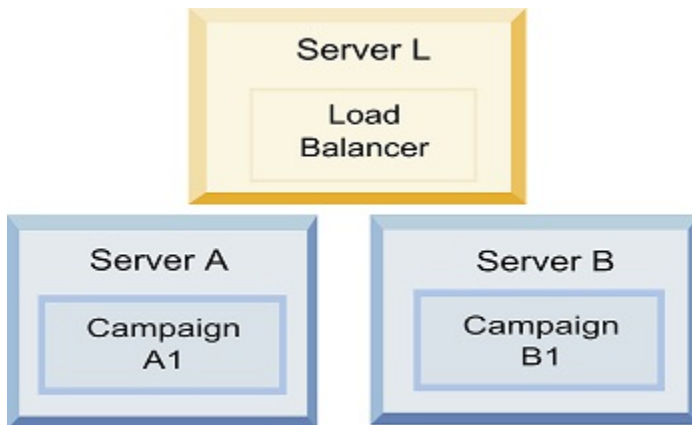 Server L
Load
Balancer
Server A
Campaign
A1
Server B
Campaign
B1